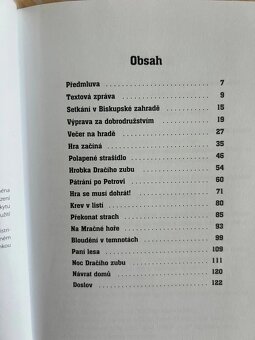 Obsah
Předmluva 7
Textová zpráva 9
Setkání v Biskupské zahradě 15
Výprava za dobrodružstvím 19
Večer na hradě 27
Hra začíná 35
Polapené strašidlo 46
Hrobka Dračího zubu 54
Pátrání po Petrovi 60
Hra se musí dohrát! 71
Krev v listí 80
Překonat strach 85
Na Mračné hoře 93
Bloudění v temnotách 99
Paní lesa 109
Noc Dračího zubu 111
Návrat domů 120
Doslov 122